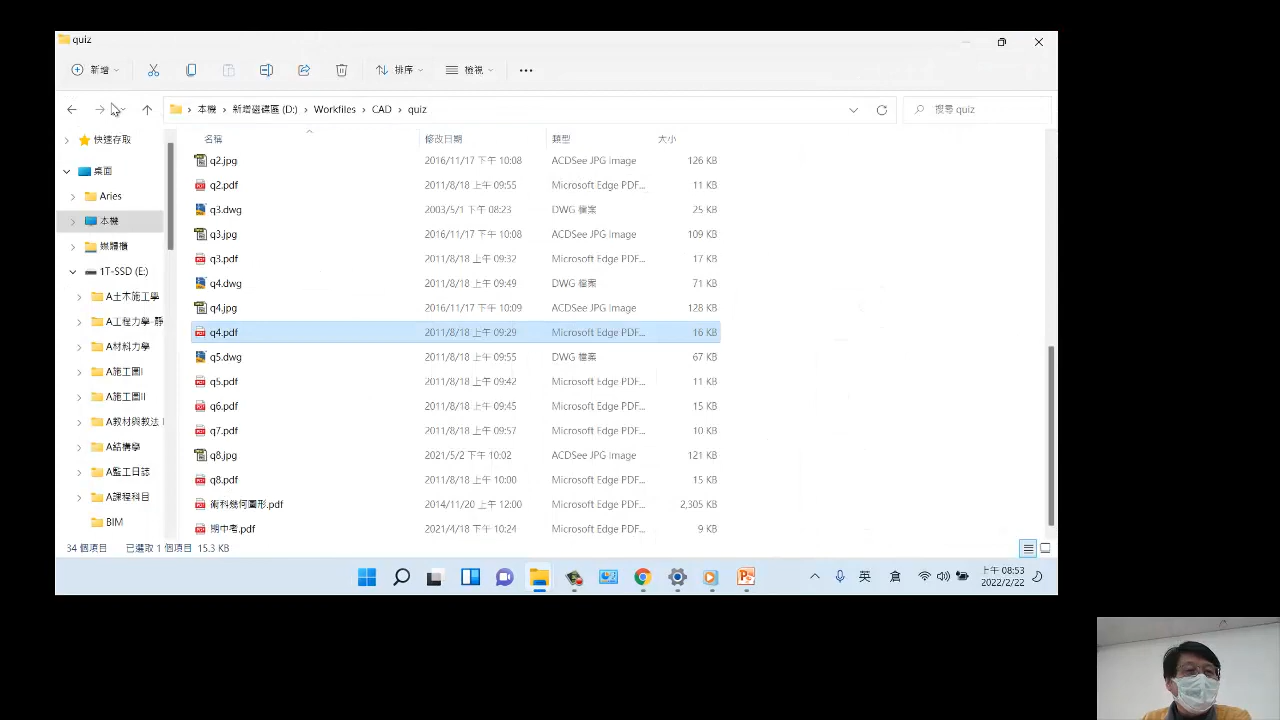 quiz
新增
排序
檢視
本機 > 新增磁碟區 (D:) > Workfiles > CAD > quiz
搜尋 quiz
快速存取
桌面
Aries
本機
媒體櫃
1T-SSD (E:)
A土木施工學
A工程力學-靜
A材料力學
A施工圖I
A施工圖II
A教材與教法 I
A結構學
A監工日誌
A課程科目
BIM
名稱 修改日期 類型 大小
q2.jpg 2016/11/17 下午 10:08 ACDSee JPG Image 126 KB
q2.pdf 2011/8/18 上午 09:55 Microsoft Edge PDF... 11 KB
q3.dwg 2003/5/1 下午 08:23 DWG 檔案 25 KB
q3.jpg 2016/11/17 下午 10:08 ACDSee JPG Image 109 KB
q3.pdf 2011/8/18 上午 09:32 Microsoft Edge PDF... 17 KB
q4.dwg 2011/8/18 上午 09:49 DWG 檔案 71 KB
q4.jpg 2016/11/17 下午 10:09 ACDSee JPG Image 128 KB
q4.pdf 2011/8/18 上午 09:29 Microsoft Edge PDF... 16 KB
q5.dwg 2011/8/18 上午 09:55 DWG 檔案 67 KB
q5.pdf 2011/8/18 上午 09:42 Microsoft Edge PDF... 11 KB
q6.pdf 2011/8/18 上午 09:45 Microsoft Edge PDF... 15 KB
q7.pdf 2011/8/18 上午 09:57 Microsoft Edge PDF... 10 KB
q8.jpg 2021/5/2 下午 10:02 ACDSee JPG Image 121 KB
q8.pdf 2011/8/18 上午 10:00 Microsoft Edge PDF... 15 KB
術科幾何圖形.pdf 2014/11/20 上午 12:00 Microsoft Edge PDF... 2,305 KB
期中考.pdf 2021/4/18 下午 10:24 Microsoft Edge PDF... 9 KB
34 個項目 已選取 1 個項目 15.3 KB
英
倉
上午 08:53
2022/2/22